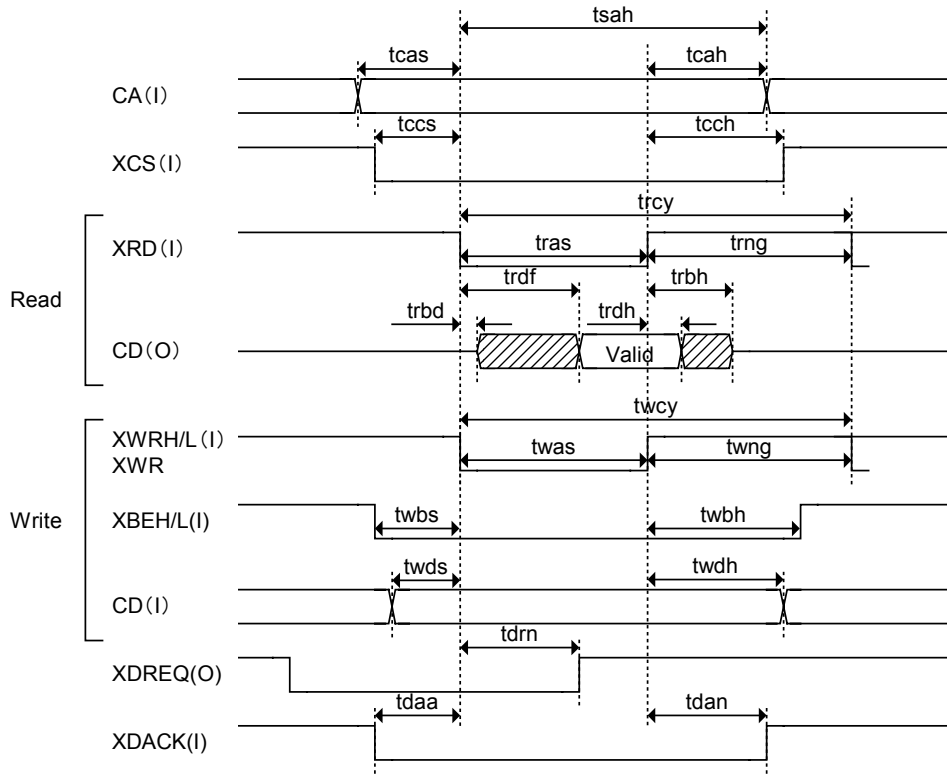 tsah
tcas tcah
CA(I)
tccs tcch
XCS(I)
trcy
XRD(I) tras trng
Read
trdf trbh
trbd trdh
CD(O) Valid
twcy
XWRH/L(I)
XWR twas twng
Write
XBEH/L(I) twbs twbh
twds twdh
CD(I)
tdrn
XDREQ(O)
tdaa tdan
XDACK(I)